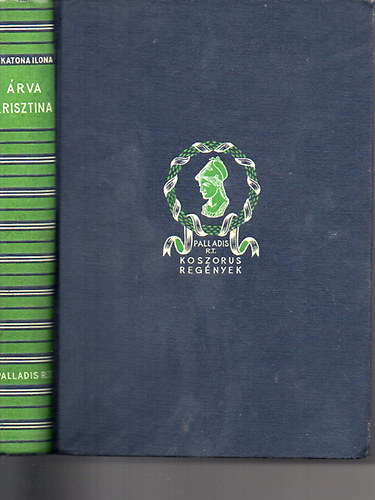 KATONA ILONA
ÁRVA
KRISZTINA
PALLADIS R.T.
PALLADIS
R.T.
KOSZORUS
REGÉNYEK